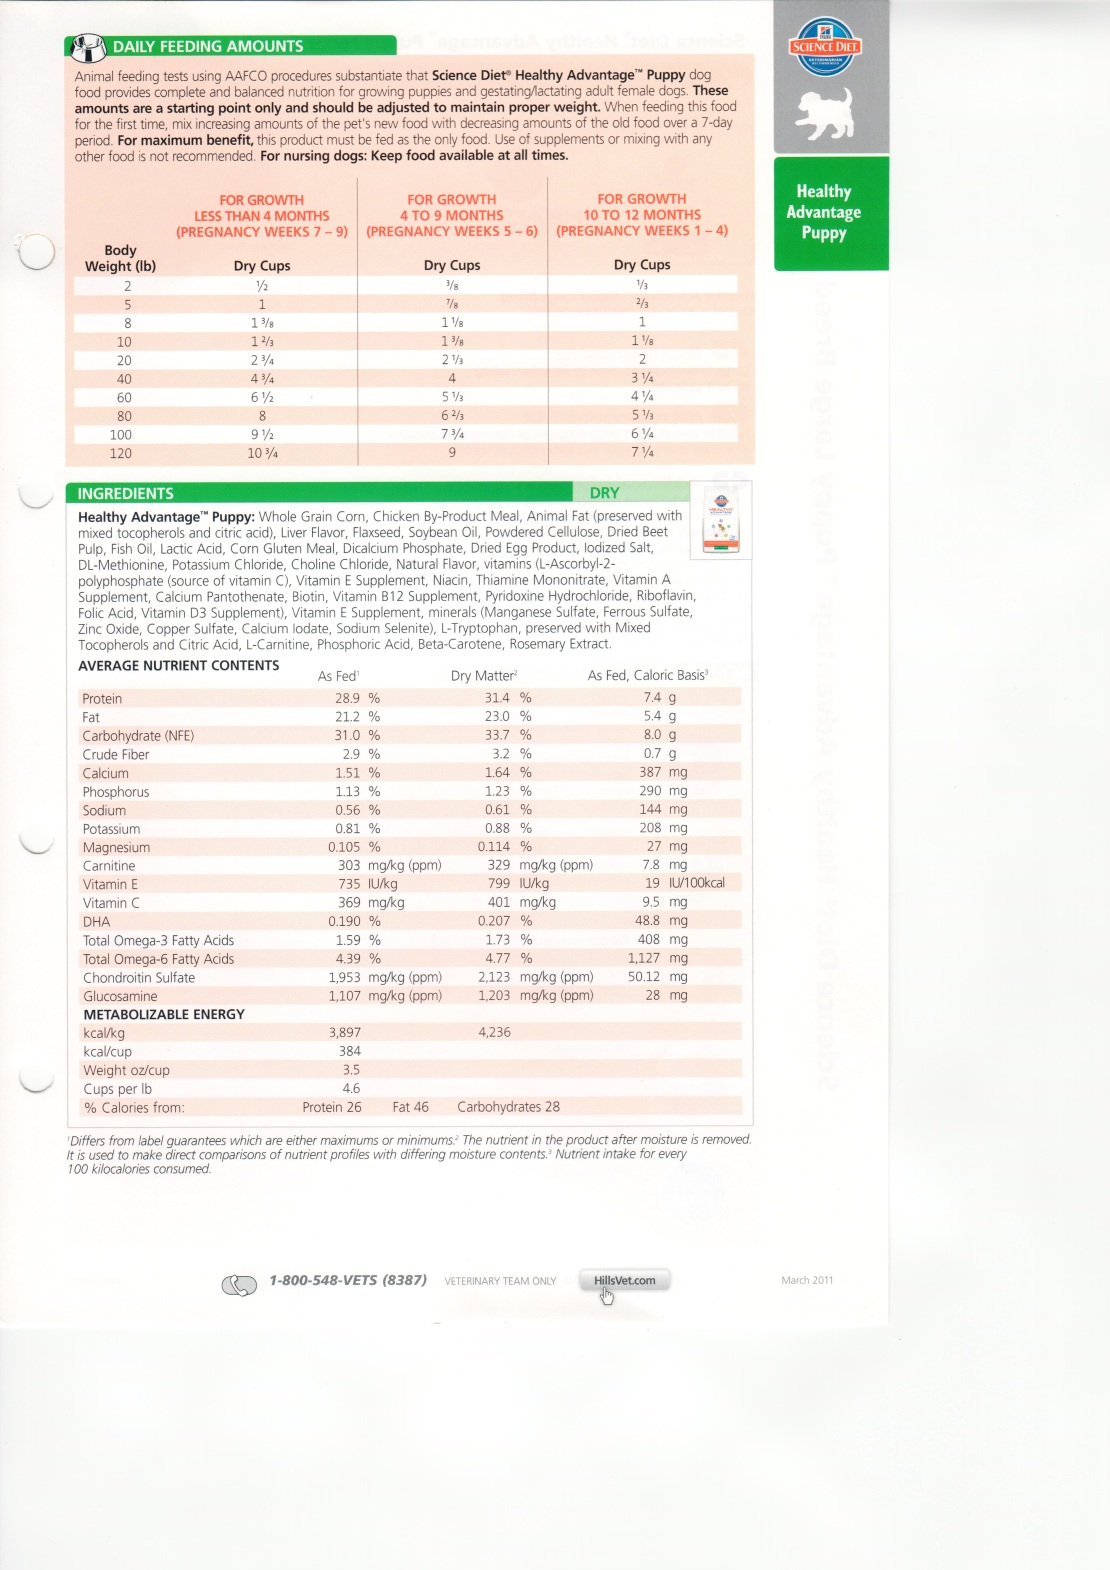 DAILY FEEDING AMOUNTS
Animal feeding tests using AAFCO procedures substantiate that Science Diet® Healthy Advantage™ Puppy dog
food provides complete and balanced nutrition for growing puppies and gestating/lactating adult female dogs. These
amounts are a starting point only and should be adjusted to maintain proper weight. When feeding this food
for the first time, mix increasing amounts of the pet's new food with decreasing amounts of the old food over a 7-day
period. For maximum benefit, this product must be fed as the only food. Use of supplements or mixing with any
other food is not recommended. For nursing dogs: Keep food available at all times.
HILL'S
SCIENCE DIET
VETERINARIAN
RECOMMENDED
Healthy
Advantage
Puppy
FOR GROWTH FOR GROWTH FOR GROWTH
LESS THAN 4 MONTHS 4 TO 9 MONTHS 10 TO 12 MONTHS
(PREGNANCY WEEKS 7 – 9) (PREGNANCY WEEKS 5 – 6) (PREGNANCY WEEKS 1 – 4)
Body
Weight (lb) Dry Cups Dry Cups Dry Cups
2 1/2 3/8 1/3
5 1 7/8 2/3
8 1 3/8 1 1/8 1
10 1 2/3 1 3/8 1 1/8
20 2 3/4 2 1/3 2
40 4 3/4 4 3 1/4
60 6 1/2 5 1/3 4 1/4
80 8 6 2/3 5 1/3
100 9 1/2 7 3/4 6 1/4
120 10 3/4 9 7 1/4
INGREDIENTS DRY
Healthy Advantage™ Puppy: Whole Grain Corn, Chicken By-Product Meal, Animal Fat (preserved with
mixed tocopherols and citric acid), Liver Flavor, Flaxseed, Soybean Oil, Powdered Cellulose, Dried Beet
Pulp, Fish Oil, Lactic Acid, Corn Gluten Meal, Dicalcium Phosphate, Dried Egg Product, Iodized Salt,
DL-Methionine, Potassium Chloride, Choline Chloride, Natural Flavor, vitamins (L-Ascorbyl-2-
polyphosphate (source of vitamin C), Vitamin E Supplement, Niacin, Thiamine Mononitrate, Vitamin A
Supplement, Calcium Pantothenate, Biotin, Vitamin B12 Supplement, Pyridoxine Hydrochloride, Riboflavin,
Folic Acid, Vitamin D3 Supplement), Vitamin E Supplement, minerals (Manganese Sulfate, Ferrous Sulfate,
Zinc Oxide, Copper Sulfate, Calcium Iodate, Sodium Selenite), L-Tryptophan, preserved with Mixed
Tocopherols and Citric Acid, L-Carnitine, Phosphoric Acid, Beta-Carotene, Rosemary Extract.
AVERAGE NUTRIENT CONTENTS
As Fed¹ Dry Matter² As Fed, Caloric Basis³
Protein 28.9 % 31.4 % 7.4 g
Fat 21.2 % 23.0 % 5.4 g
Carbohydrate (NFE) 31.0 % 33.7 % 8.0 g
Crude Fiber 2.9 % 3.2 % 0.7 g
Calcium 1.51 % 1.64 % 387 mg
Phosphorus 1.13 % 1.23 % 290 mg
Sodium 0.56 % 0.61 % 144 mg
Potassium 0.81 % 0.88 % 208 mg
Magnesium 0.105 % 0.114 % 27 mg
Carnitine 303 mg/kg (ppm) 329 mg/kg (ppm) 7.8 mg
Vitamin E 735 IU/kg 799 IU/kg 19 IU/100kcal
Vitamin C 369 mg/kg 401 mg/kg 9.5 mg
DHA 0.190 % 0.207 % 48.8 mg
Total Omega-3 Fatty Acids 1.59 % 1.73 % 408 mg
Total Omega-6 Fatty Acids 4.39 % 4.77 % 1,127 mg
Chondroitin Sulfate 1,953 mg/kg (ppm) 2,123 mg/kg (ppm) 50.12 mg
Glucosamine 1,107 mg/kg (ppm) 1,203 mg/kg (ppm) 28 mg
METABOLIZABLE ENERGY
kcal/kg 3,897 4,236
kcal/cup 384
Weight oz/cup 3.5
Cups per lb 4.6
% Calories from: Protein 26 Fat 46 Carbohydrates 28
¹Differs from label guarantees which are either maximums or minimums.² The nutrient in the product after moisture is removed.
It is used to make direct comparisons of nutrient profiles with differing moisture contents.³ Nutrient intake for every
100 kilocalories consumed.
1-800-548-VETS (8387) VETERINARY TEAM ONLY HillsVet.com March 2011